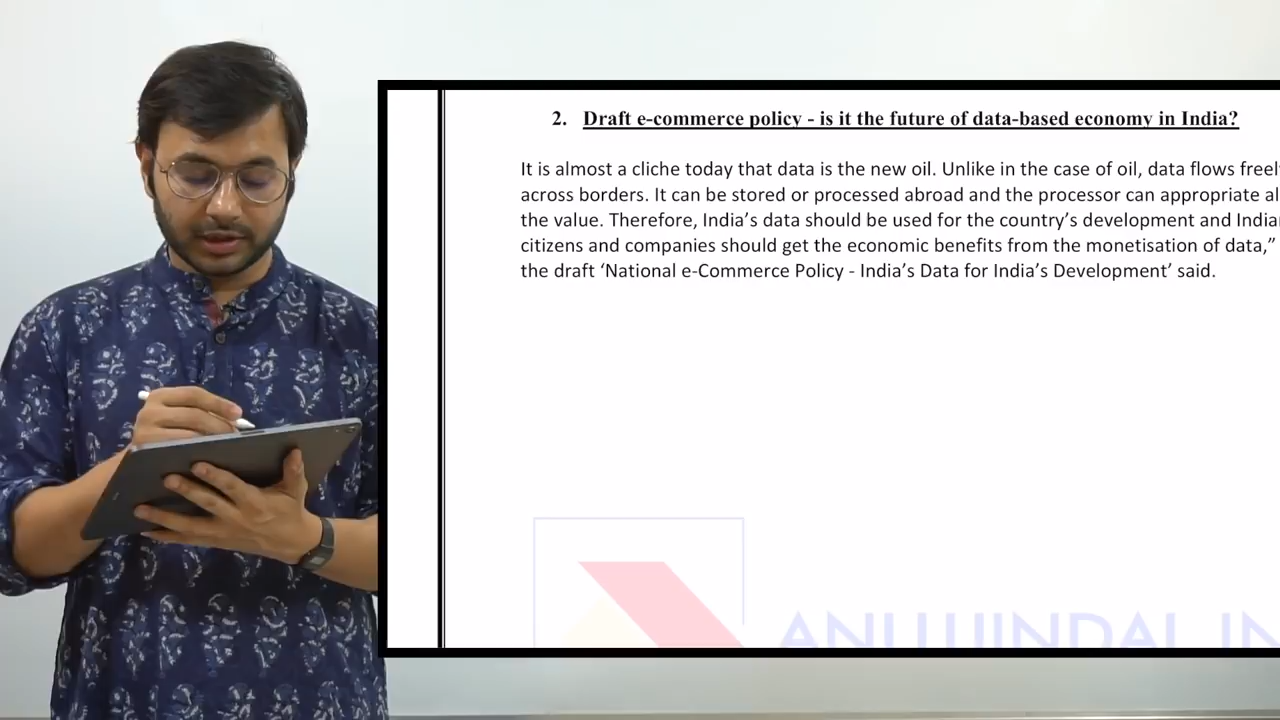 2. Draft e-commerce policy - is it the future of data-based economy in India?
It is almost a cliche today that data is the new oil. Unlike in the case of oil, data flows freel
across borders. It can be stored or processed abroad and the processor can appropriate al
the value. Therefore, India’s data should be used for the country’s development and Indian
citizens and companies should get the economic benefits from the monetisation of data,”
the draft ‘National e-Commerce Policy - India’s Data for India’s Development’ said.
ANUJ JINDAL IN